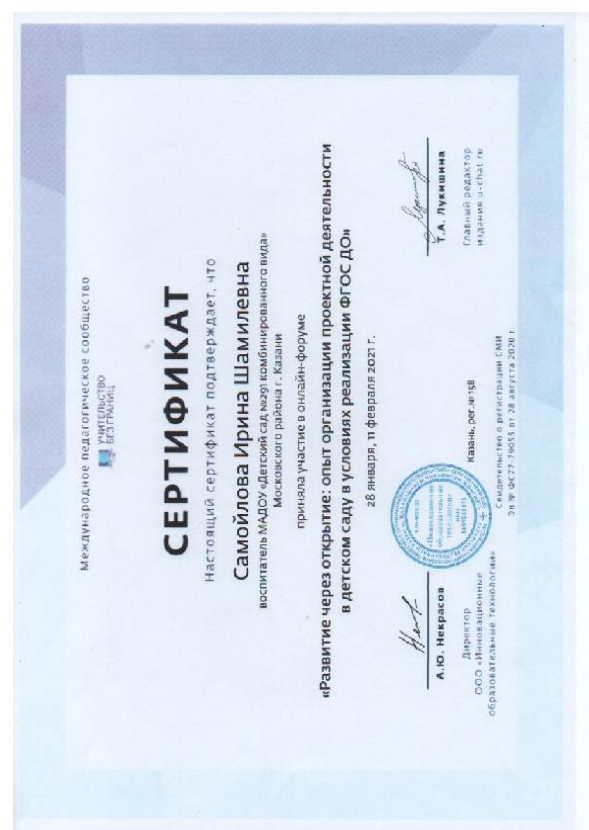 Международное педагогическое сообщество
УЧИТЕЛЬСТВО
БЕЗ ГРАНИЦ
СЕРТИФИКАТ
Настоящий сертификат подтверждает, что
Самойлова Ирина Шамилевна
воспитатель МАДОУ «Детский сад №291 комбинированного вида»
Московского района г. Казани
приняла участие в онлайн-форуме
«Развитие через открытие: опыт организации проектной деятельности
в детском саду в условиях реализации ФГОС ДО»
28 января, 11 февраля 2021 г.
А.Ю. Некрасов
Директор
ООО «Инновационные
образовательные технологии»
Казань, рег.№158
Свидетельство о регистрации СМИ
Эл № ФС77-79055 от 28 августа 2020 г
Т.А. Лукишина
Главный редактор
издания u-chat.ru